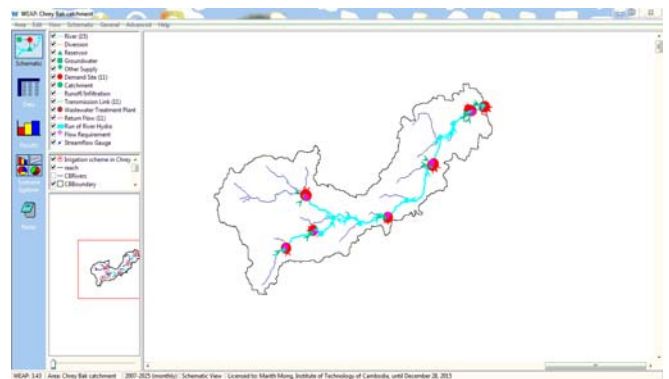 WEAP: Chrey Bak catchment
Area Edit View Schematic General Advanced Help
River (15)
Diversion
Reservoir
Groundwater
Other Supply
Demand Site (11)
Catchment
Runoff/Infiltration
Transmission Link (11)
Wastewater Treatment Plant
Return Flow (11)
Run of River Hydro
Flow Requirement
Streamflow Gauge
Schematic
Data
Results
Scenario
Explorer
Notes
Irrigation scheme in Chrey
reach
CBRivers
CBBoundary
WEAP: 3.43 Area: Chrey Bak catchment 2007-2025 (monthly) Schematic View Licensed to: Marith Mong, Institute of Technology of Cambodia, until December 28, 2013